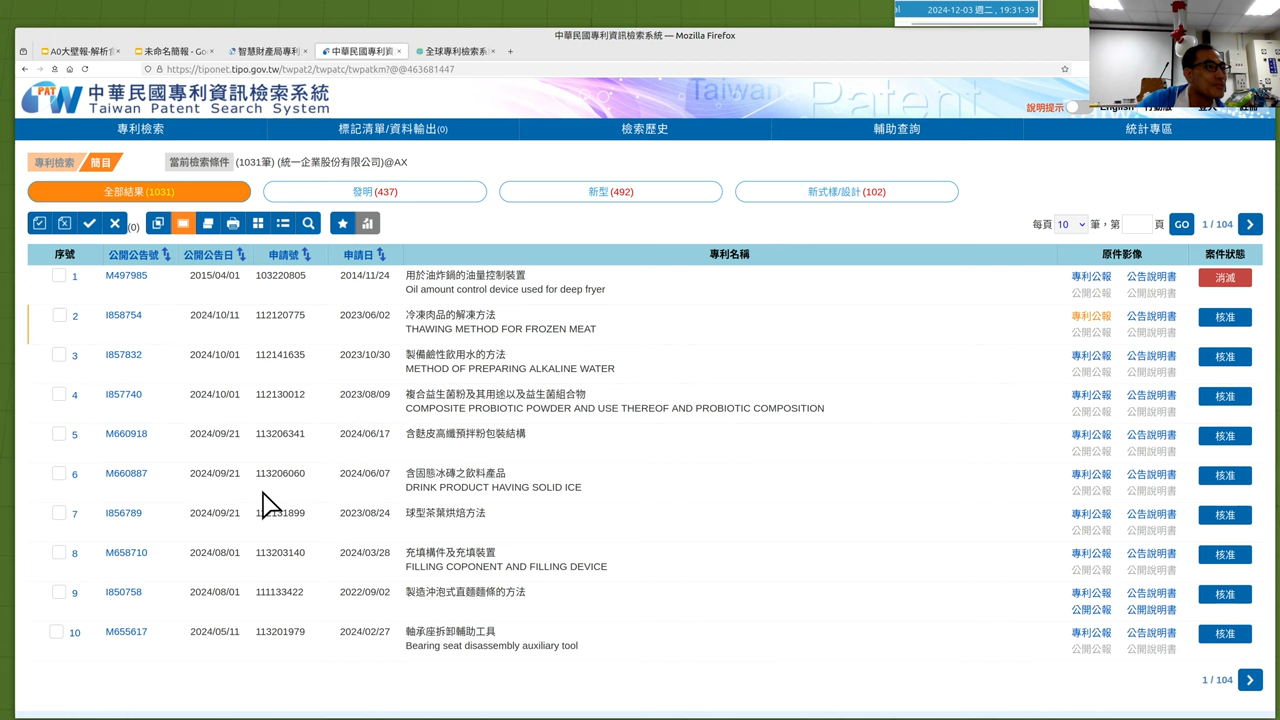 2024-12-03 週二 , 19:31-39
中華民國專利資訊檢索系統 — Mozilla Firefox
A0大壁報-解析
未命名簡報 - Go
智慧財產局專利
中華民國專利資
全球專利檢索系
https://tiponet.tipo.gov.tw/twpat2/twpatc/twpatkm?@@463681447
PAT
TW
中華民國專利資訊檢索系統
Taiwan Patent Search System
Taiwan
Patent
說明提示
English
專利檢索
標記清單/資料輸出(0)
檢索歷史
輔助查詢
統計專區
專利檢索
簡目
當前檢索條件 (1031筆) (統一企業股份有限公司)@AX
全部結果 (1031)
發明 (437)
新型 (492)
新式樣/設計 (102)
(0)
每頁 10 筆，第 頁 GO 1 / 104
序號 公開公告號 公開公告日 申請號 申請日 專利名稱 原件影像 案件狀態
1 M497985 2015/04/01 103220805 2014/11/24 用於油炸鍋的油量控制裝置 專利公報 公告說明書 消滅
Oil amount control device used for deep fryer 公開公報 公開說明書
2 I858754 2024/10/11 112120775 2023/06/02 冷凍肉品的解凍方法 專利公報 公告說明書 核准
THAWING METHOD FOR FROZEN MEAT 公開公報 公開說明書
3 I857832 2024/10/01 112141635 2023/10/30 製備鹼性飲用水的方法 專利公報 公告說明書 核准
METHOD OF PREPARING ALKALINE WATER 公開公報 公開說明書
4 I857740 2024/10/01 112130012 2023/08/09 複合益生菌粉及其用途以及益生菌組合物 專利公報 公告說明書 核准
COMPOSITE PROBIOTIC POWDER AND USE THEREOF AND PROBIOTIC COMPOSITION 公開公報 公開說明書
5 M660918 2024/09/21 113206341 2024/06/17 含麩皮高纖預拌粉包裝結構 專利公報 公告說明書 核准
公開公報 公開說明書
6 M660887 2024/09/21 113206060 2024/06/07 含固態冰磚之飲料產品 專利公報 公告說明書 核准
DRINK PRODUCT HAVING SOLID ICE 公開公報 公開說明書
7 I856789 2024/09/21 112131899 2023/08/24 球型茶葉烘焙方法 專利公報 公告說明書 核准
公開公報 公開說明書
8 M658710 2024/08/01 113203140 2024/03/28 充填構件及充填裝置 專利公報 公告說明書 核准
FILLING COPONENT AND FILLING DEVICE 公開公報 公開說明書
9 I850758 2024/08/01 111133422 2022/09/02 製造沖泡式直麵麵條的方法 專利公報 公告說明書 核准
公開公報 公開說明書
10 M655617 2024/05/11 113201979 2024/02/27 軸承座拆卸輔助工具 專利公報 公告說明書 核准
Bearing seat disassembly auxiliary tool 公開公報 公開說明書
1 / 104